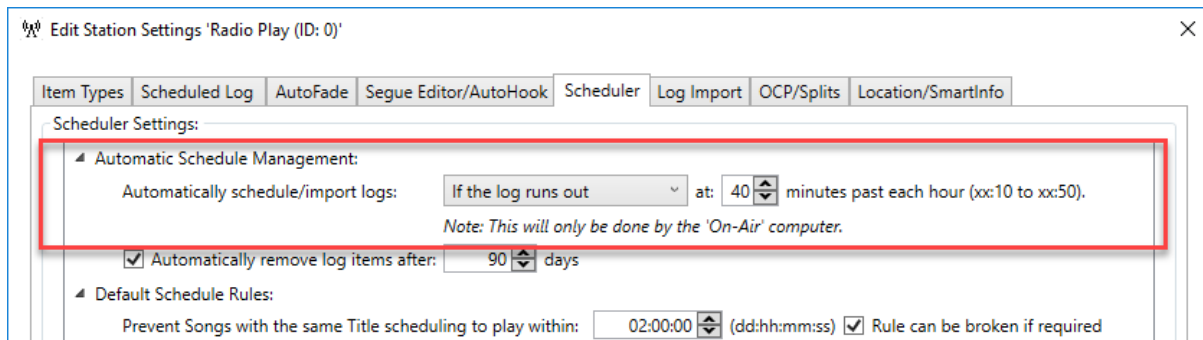 Edit Station Settings 'Radio Play (ID: 0)'
Item Types Scheduled Log AutoFade Segue Editor/AutoHook Scheduler Log Import OCP/Splits Location/SmartInfo
Scheduler Settings:
Automatic Schedule Management:
Automatically schedule/import logs: If the log runs out at: 40 minutes past each hour (xx:10 to xx:50).
Note: This will only be done by the 'On-Air' computer.
Automatically remove log items after: 90 days
Default Schedule Rules:
Prevent Songs with the same Title scheduling to play within: 02:00:00 (dd:hh:mm:ss) Rule can be broken if required